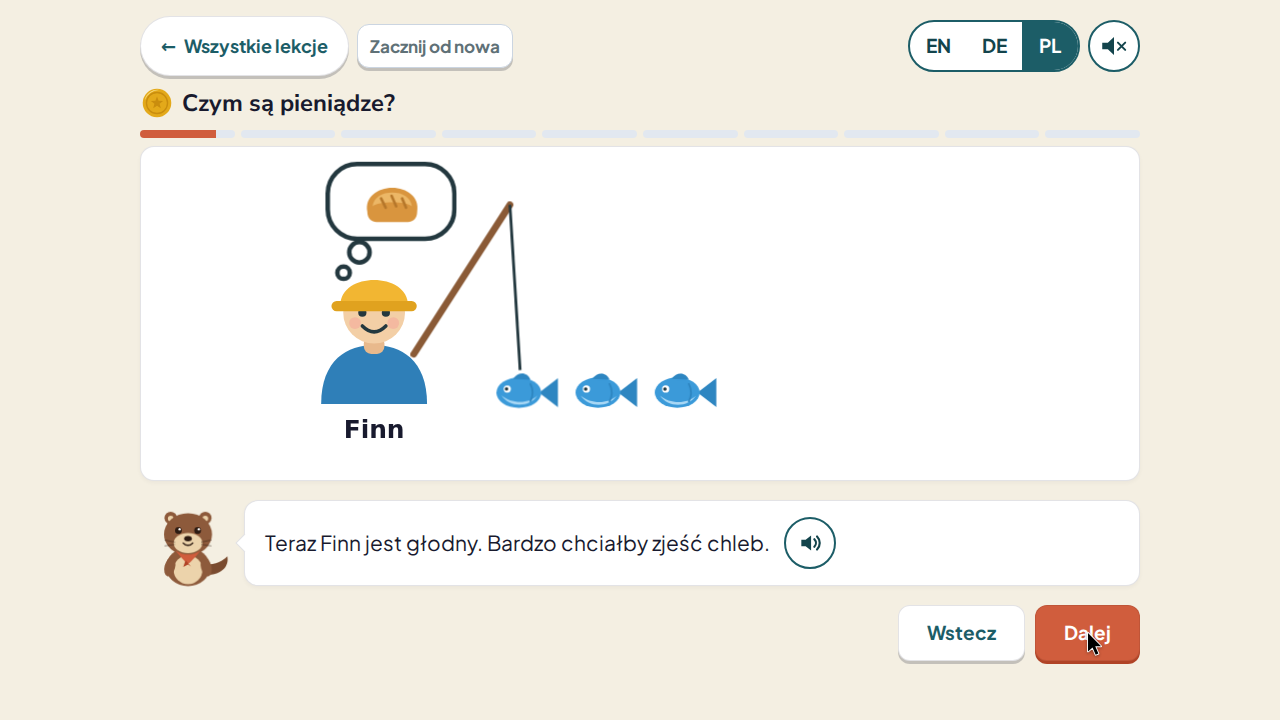 ← Wszystkie lekcje
Zacznij od nowa
EN DE PL
Czym są pieniądze?
Finn
Teraz Finn jest głodny. Bardzo chciałby zjeść chleb.
Wstecz
Dalej